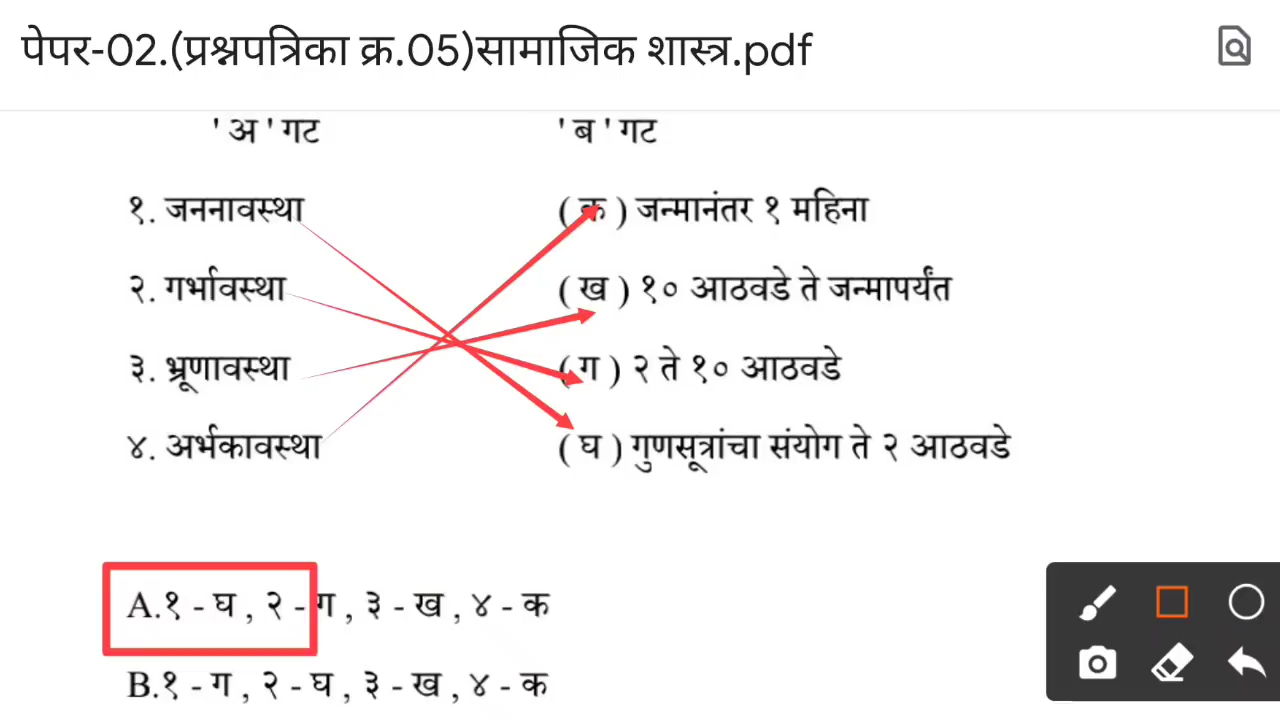 पेपर-02.(प्रश्नपत्रिका क्र.05)सामाजिक शास्त्र.pdf
' अ ' गट ' ब ' गट
१. जननावस्था ( क ) जन्मानंतर १ महिना
२. गर्भावस्था ( ख ) १० आठवडे ते जन्मापर्यंत
३. भ्रूणावस्था ( ग ) २ ते १० आठवडे
४. अर्भकावस्था ( घ ) गुणसूत्रांचा संयोग ते २ आठवडे
A.१ - घ , २ - ग , ३ - ख , ४ - क
B.१ - ग , २ - घ , ३ - ख , ४ - क